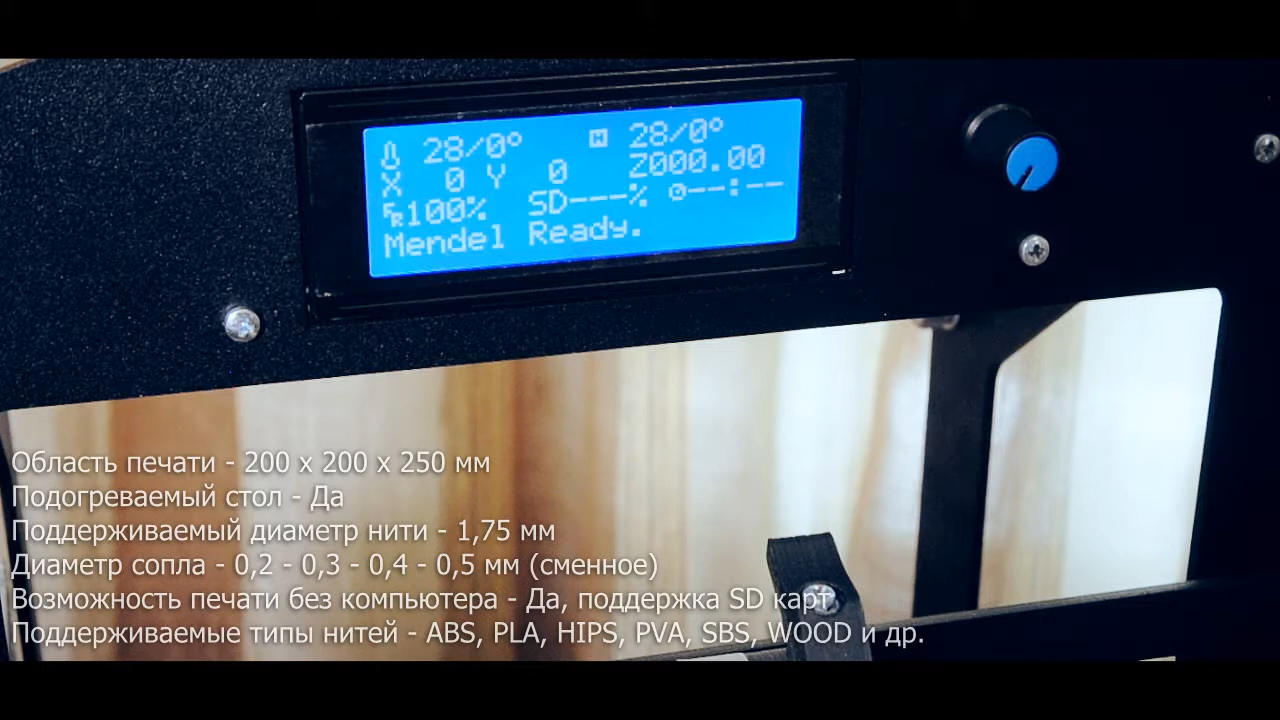 28/0° 28/0°
X 0 Y 0 Z000.00
FR100% SD---% --:--
Mendel Ready.
Область печати - 200 x 200 x 250 мм
Подогреваемый стол - Да
Поддерживаемый диаметр нити - 1,75 мм
Диаметр сопла - 0,2 - 0,3 - 0,4 - 0,5 мм (сменное)
Возможность печати без компьютера - Да, поддержка SD карт
Поддерживаемые типы нитей - ABS, PLA, HIPS, PVA, SBS, WOOD и др.